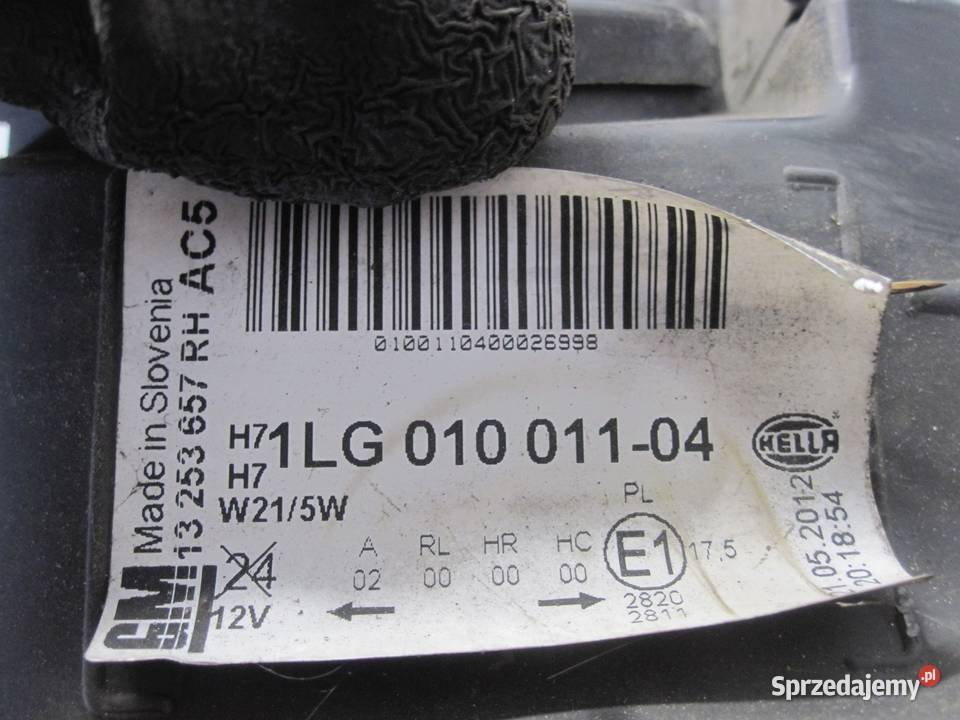 Made in Slovenia
13 253 657 RH AC5
GM
0100110400026998
H7
H7
1LG 010 011-04
HELLA
W21/5W
24
12V
A RL HR HC
02 00 00 00
PL
E1
17.5
2820
2811
1.05.2012
20:18:54
Sprzedajemy.pl